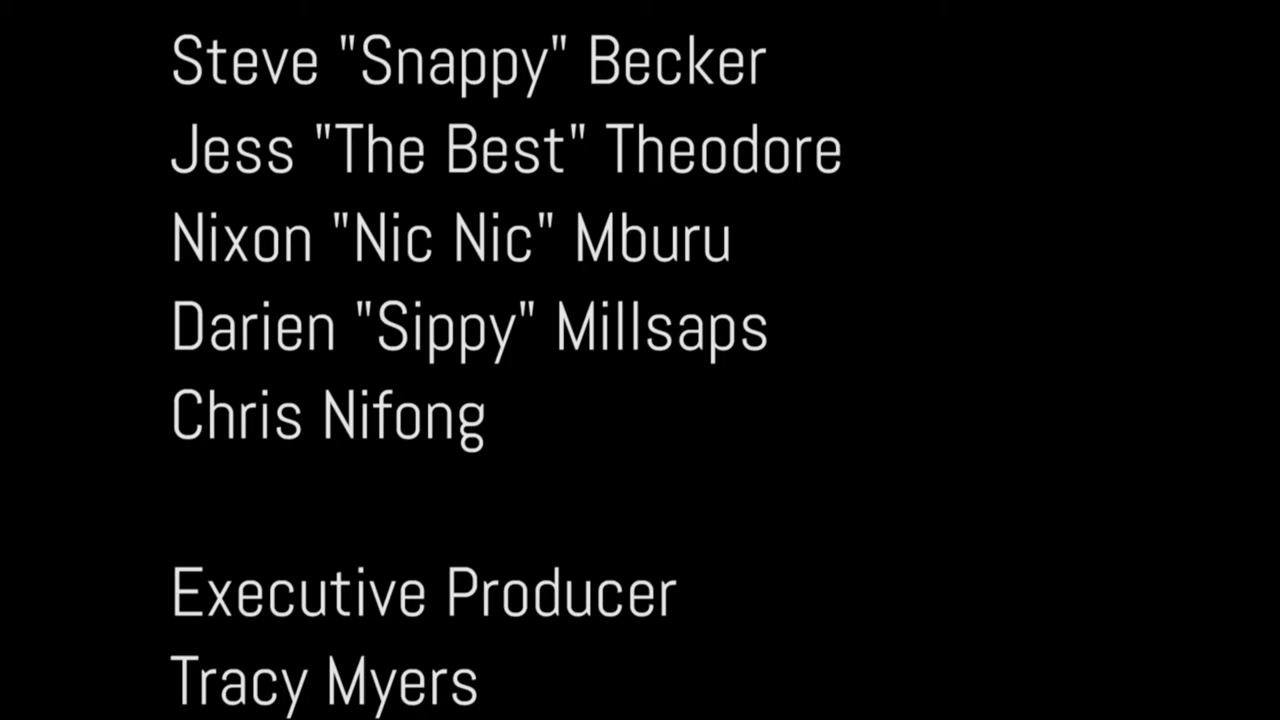 Steve "Snappy" Becker
Jess "The Best" Theodore
Nixon "Nic Nic" Mburu
Darien "Sippy" Millsaps
Chris Nifong
Executive Producer
Tracy Myers